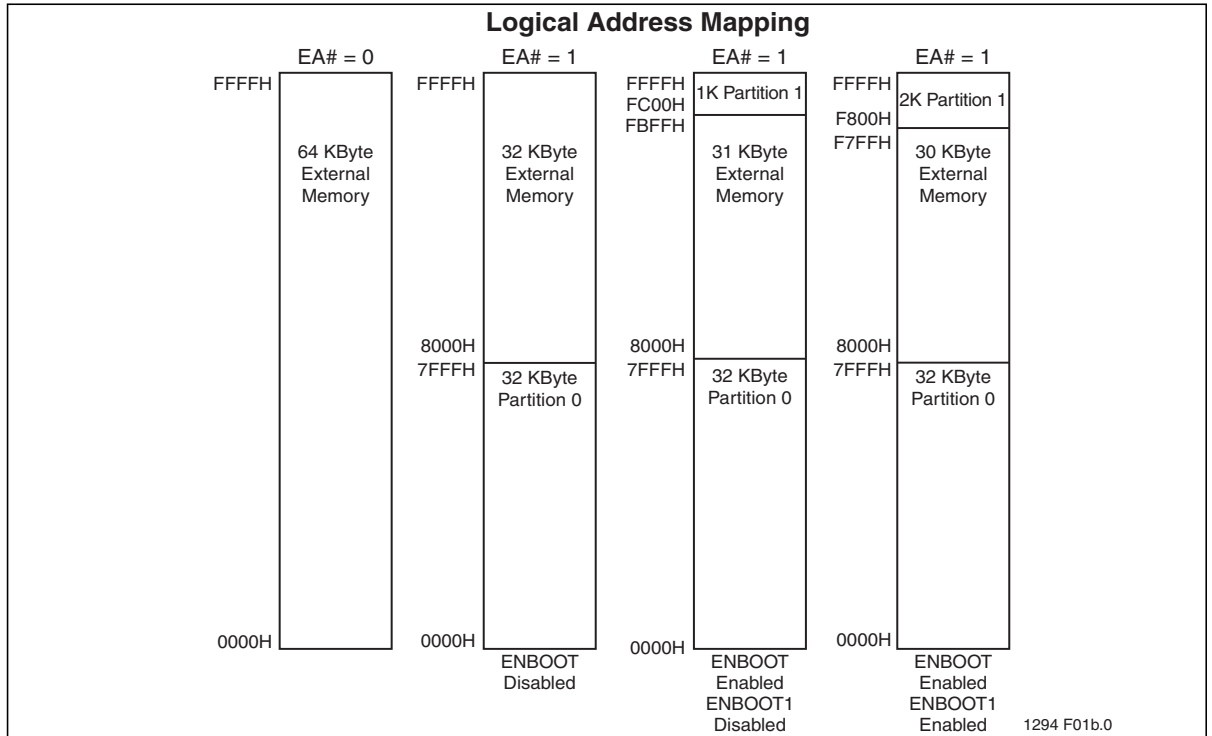 Logical Address Mapping
EA# = 0
FFFFH
64 KByte
External
Memory
0000H
EA# = 1
FFFFH
32 KByte
External
Memory
8000H
7FFFH
32 KByte
Partition 0
0000H
ENBOOT
Disabled
EA# = 1
FFFFH
FC00H
FBFFH
1K Partition 1
31 KByte
External
Memory
8000H
7FFFH
32 KByte
Partition 0
0000H
ENBOOT
Enabled
ENBOOT1
Disabled
EA# = 1
FFFFH
2K Partition 1
F800H
F7FFH
30 KByte
External
Memory
8000H
7FFFH
32 KByte
Partition 0
0000H
ENBOOT
Enabled
ENBOOT1
Enabled
1294 F01b.0